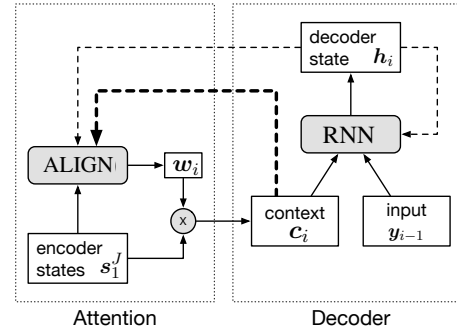 decoder
state h_i
RNN
ALIGN
w_i
x
context
c_i
input
y_{i−1}
encoder
states s_1^J
Attention
Decoder